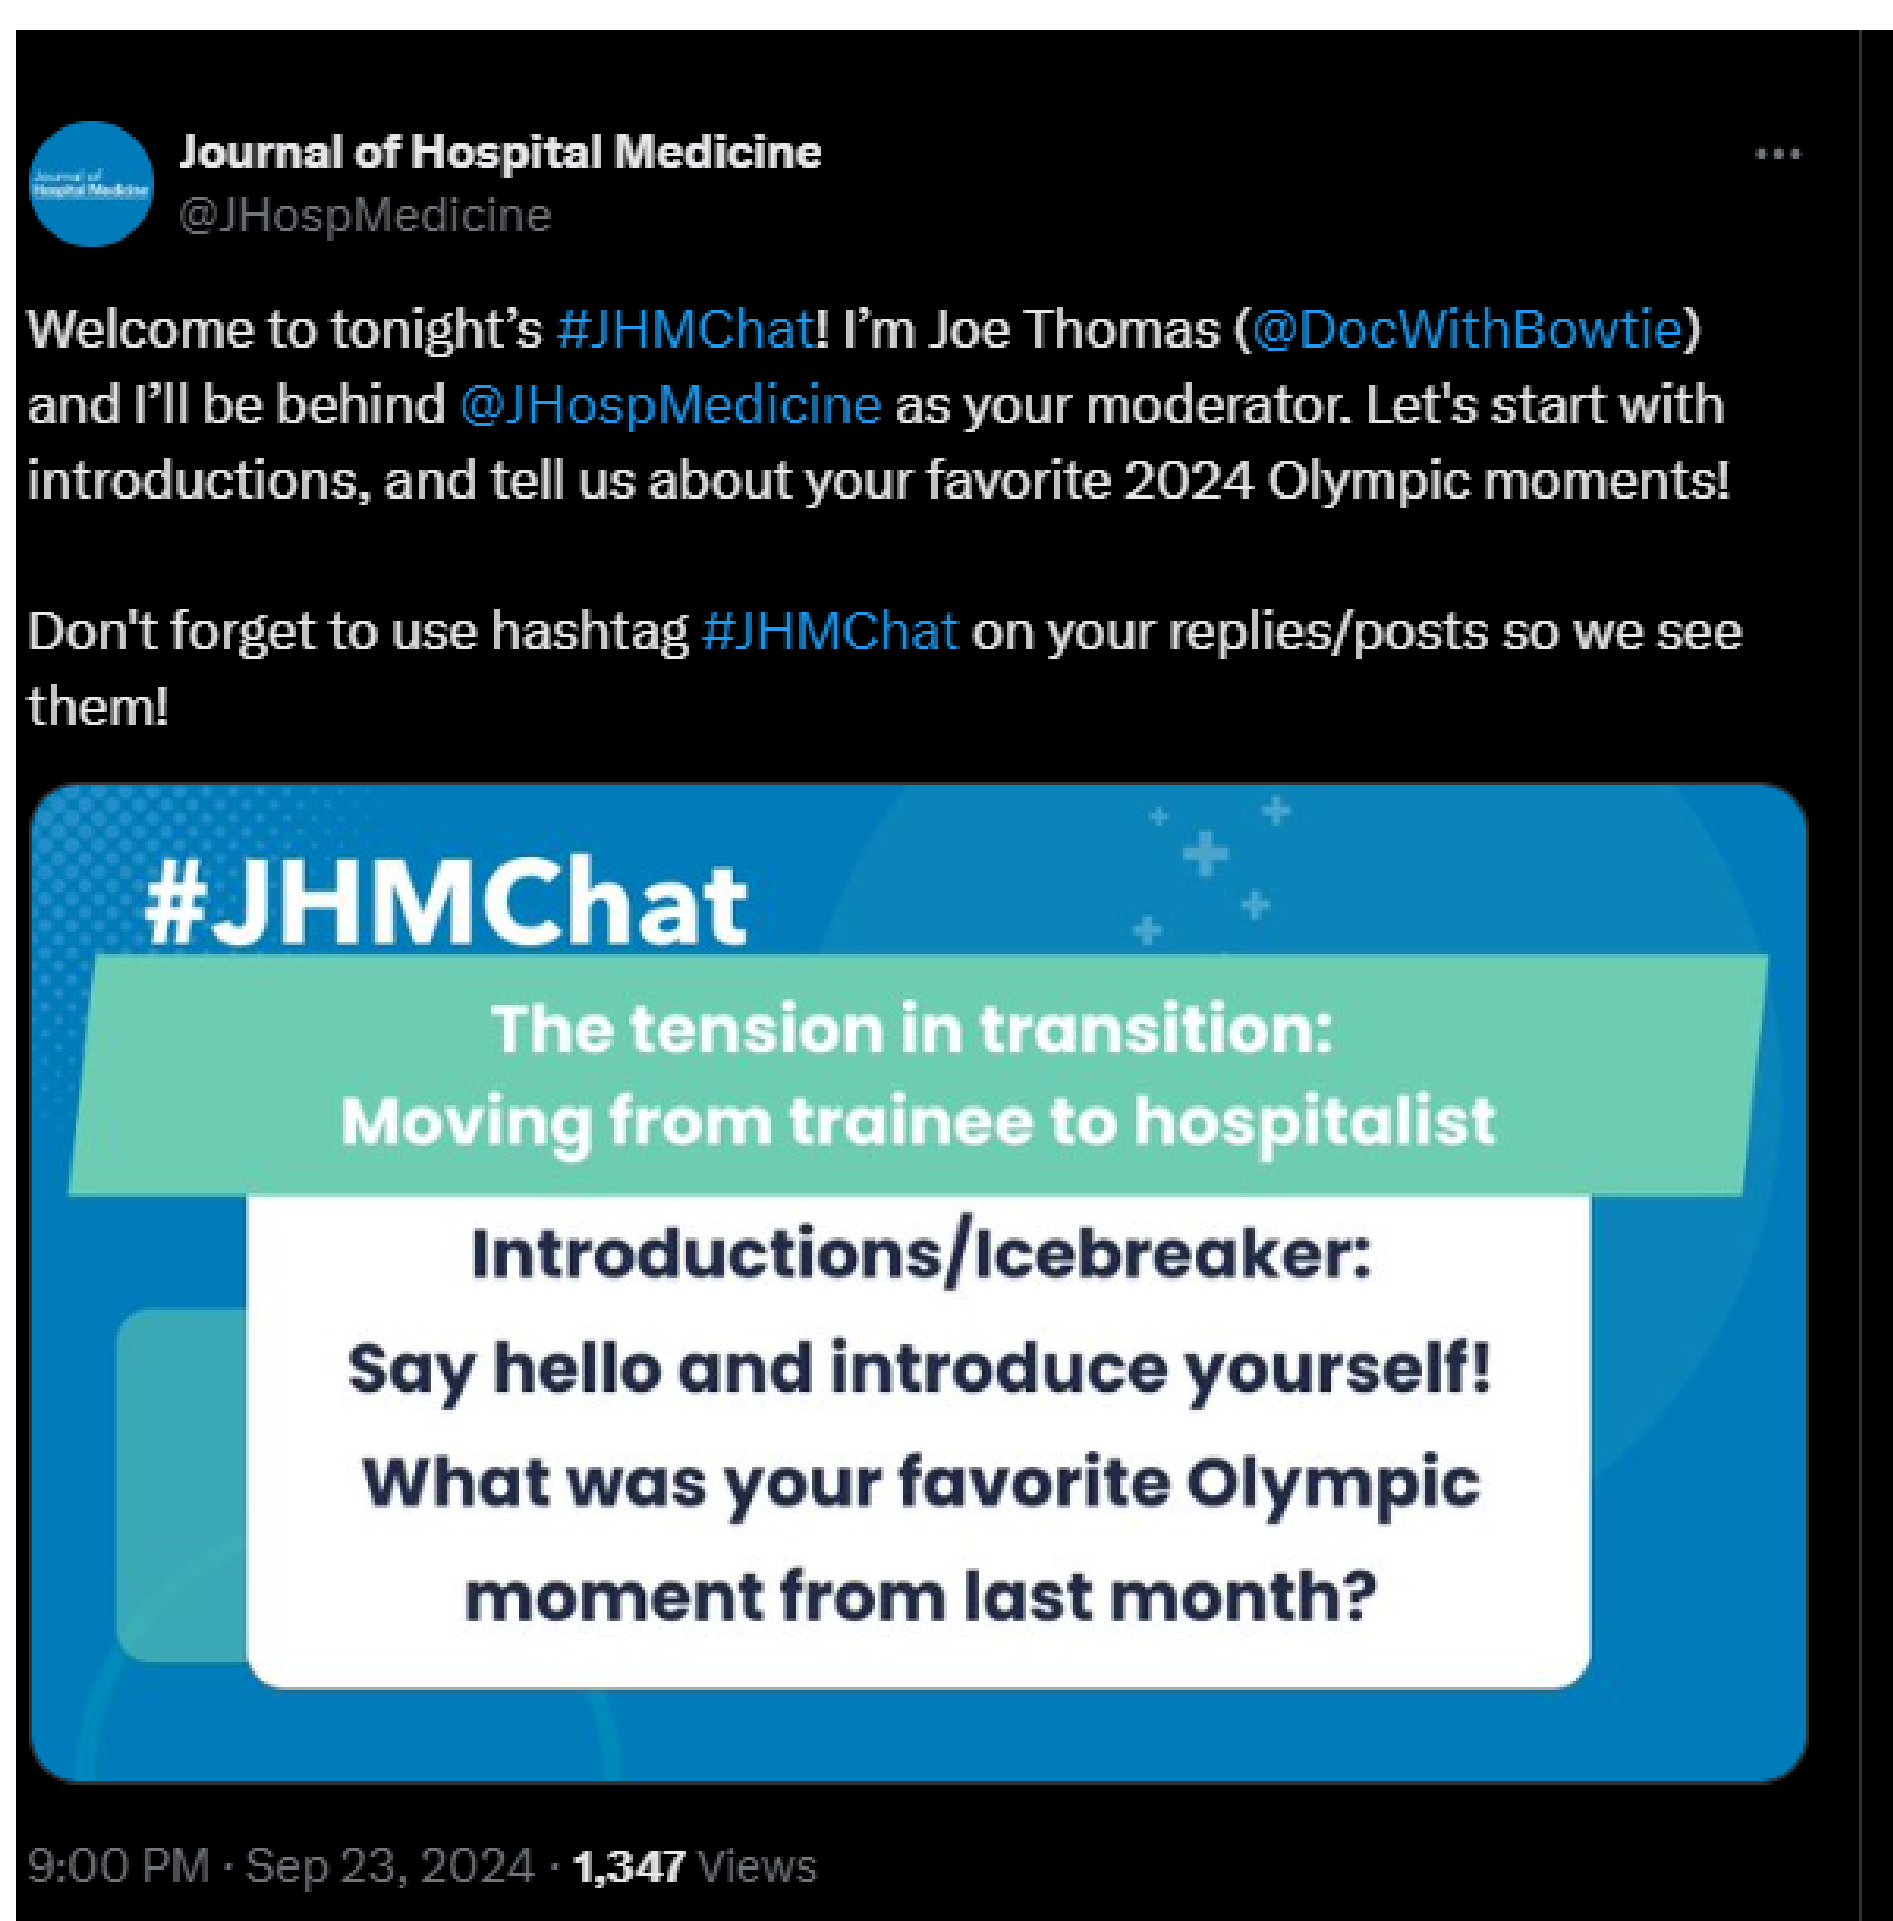 Journal of
Hospital Medicine
Journal of Hospital Medicine
@JHospMedicine
Welcome to tonight’s #JHMChat! I’m Joe Thomas (@DocWithBowtie)
and I’ll be behind @JHospMedicine as your moderator. Let's start with
introductions, and tell us about your favorite 2024 Olympic moments!
Don't forget to use hashtag #JHMChat on your replies/posts so we see
them!
#JHMChat
The tension in transition:
Moving from trainee to hospitalist
Introductions/Icebreaker:
Say hello and introduce yourself!
What was your favorite Olympic
moment from last month?
9:00 PM · Sep 23, 2024 · 1,347 Views